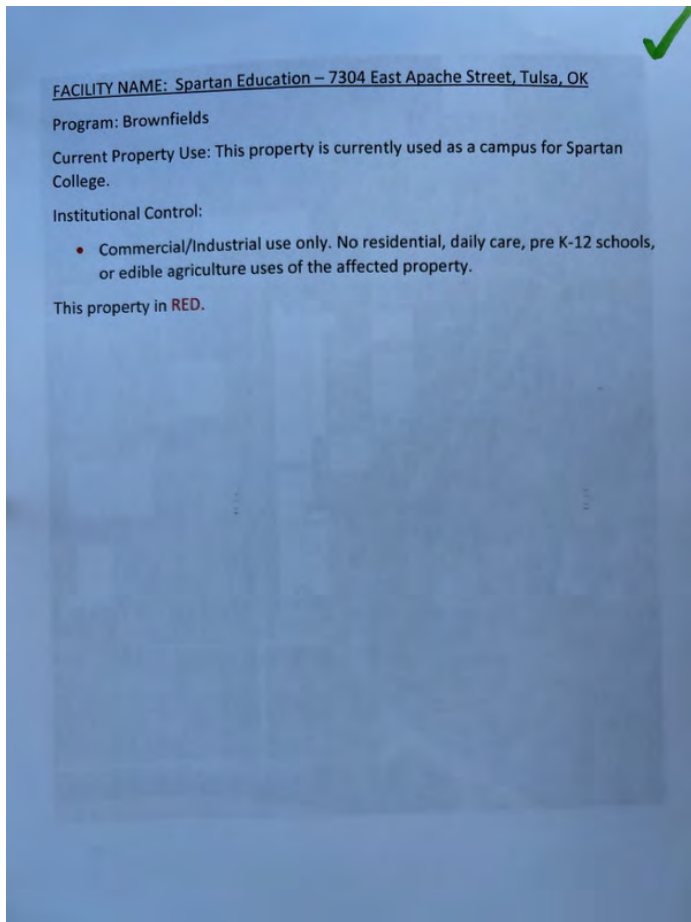 FACILITY NAME: Spartan Education – 7304 East Apache Street, Tulsa, OK
Program: Brownfields
Current Property Use: This property is currently used as a campus for Spartan
College.
Institutional Control:
• Commercial/Industrial use only. No residential, daily care, pre K-12 schools,
or edible agriculture uses of the affected property.
This property in RED.